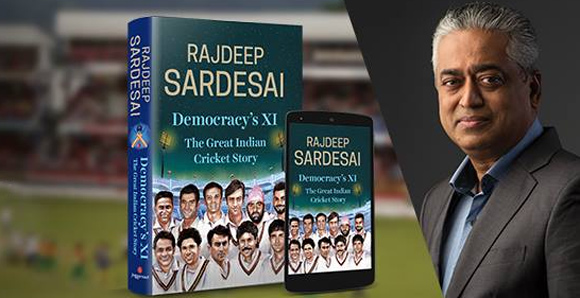 RAJDEEP
SARDESAI
Democracy's XI
The Great Indian
Cricket Story
RAJDEEP
SARDESAI
Democracy's XI
The Great Indian Cricket Story
juggernaut
RAJDEEP
SARDESAI
Democracy's XI
The Great Indian
Cricket Story